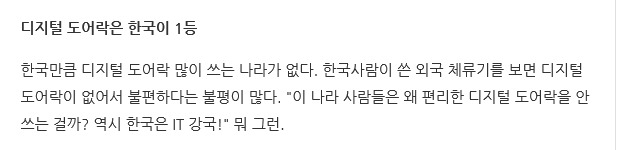 디지털 도어락은 한국이 1등
한국만큼 디지털 도어락 많이 쓰는 나라가 없다. 한국사람이 쓴 외국 체류기를 보면 디지털
도어락이 없어서 불편하다는 불평이 많다. "이 나라 사람들은 왜 편리한 디지털 도어락을 안
쓰는 걸까? 역시 한국은 IT 강국!" 뭐 그런.